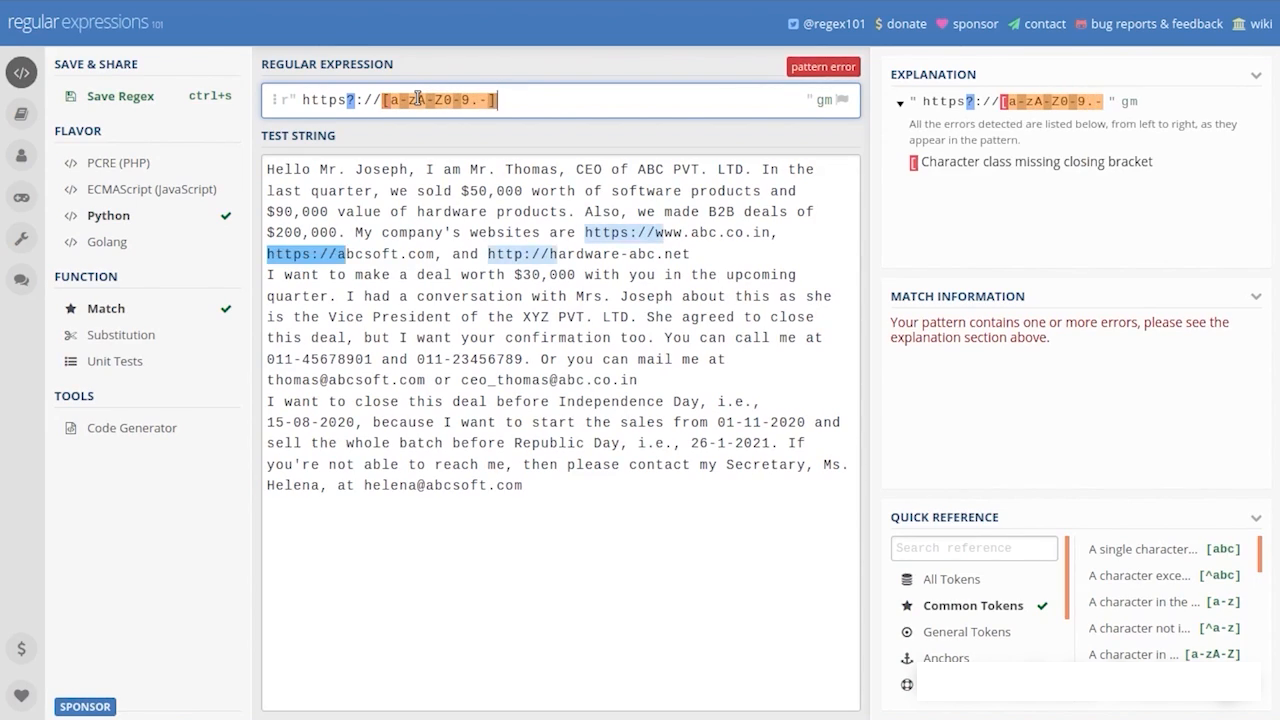 regular expressions 101
@regex101
donate
sponsor
contact
bug reports & feedback
wiki
SAVE & SHARE
Save Regex ctrl+s
FLAVOR
PCRE (PHP)
ECMAScript (JavaScript)
Python
Golang
FUNCTION
Match
Substitution
Unit Tests
TOOLS
Code Generator
SPONSOR
REGULAR EXPRESSION
pattern error
r" https?://[a-zA-Z0-9.-] " gm
TEST STRING
Hello Mr. Joseph, I am Mr. Thomas, CEO of ABC PVT. LTD. In the
last quarter, we sold $50,000 worth of software products and
$90,000 value of hardware products. Also, we made B2B deals of
$200,000. My company's websites are https://www.abc.co.in,
https://abcsoft.com, and http://hardware-abc.net
I want to make a deal worth $30,000 with you in the upcoming
quarter. I had a conversation with Mrs. Joseph about this as she
is the Vice President of the XYZ PVT. LTD. She agreed to close
this deal, but I want your confirmation too. You can call me at
011-45678901 and 011-23456789. Or you can mail me at
thomas@abcsoft.com or ceo_thomas@abc.co.in
I want to close this deal before Independence Day, i.e.,
15-08-2020, because I want to start the sales from 01-11-2020 and
sell the whole batch before Republic Day, i.e., 26-1-2021. If
you're not able to reach me, then please contact my Secretary, Ms.
Helena, at helena@abcsoft.com
EXPLANATION
" https?://[a-zA-Z0-9.- " gm
All the errors detected are listed below, from left to right, as they
appear in the pattern.
[ Character class missing closing bracket
MATCH INFORMATION
Your pattern contains one or more errors, please see the
explanation section above.
QUICK REFERENCE
Search reference
All Tokens
Common Tokens
General Tokens
Anchors
A single character... [abc]
A character exce... [^abc]
A character in the ... [a-z]
A character not i... [^a-z]
A character in ... [a-zA-Z]